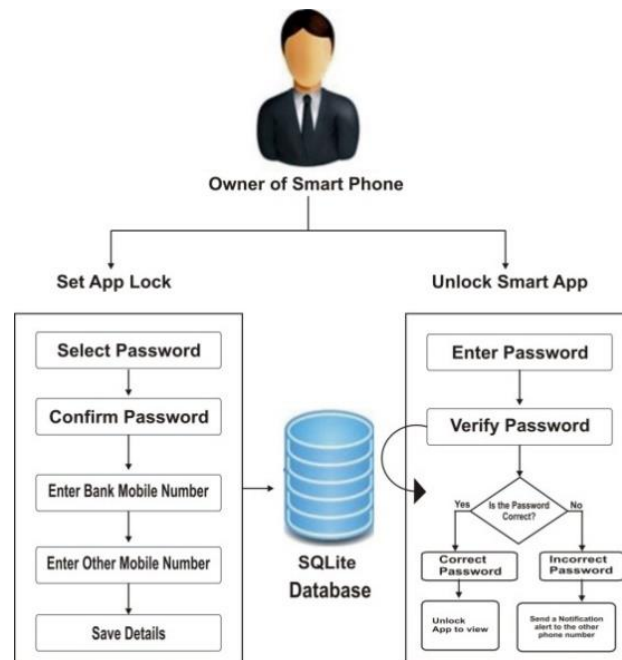 Owner of Smart Phone
Set App Lock
Select Password
Confirm Password
Enter Bank Mobile Number
Enter Other Mobile Number
Save Details
SQLite
Database
Unlock Smart App
Enter Password
Verify Password
Is the Password
Correct?
Yes
No
Correct
Password
Incorrect
Password
Unlock
App to view
Send a Notification
alert to the other
phone number